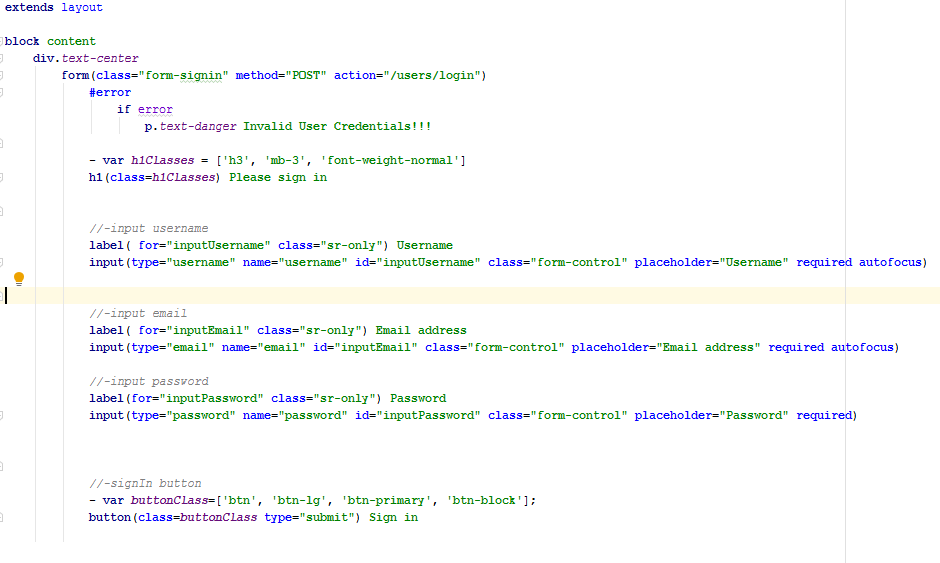 extends layout
block content
div.text-center
form(class="form-signin" method="POST" action="/users/login")
#error
if error
p.text-danger Invalid User Credentials!!!
- var h1Classes = ['h3', 'mb-3', 'font-weight-normal']
h1(class=h1Classes) Please sign in
//-input username
label( for="inputUsername" class="sr-only") Username
input(type="username" name="username" id="inputUsername" class="form-control" placeholder="Username" required autofocus)
//-input email
label( for="inputEmail" class="sr-only") Email address
input(type="email" name="email" id="inputEmail" class="form-control" placeholder="Email address" required autofocus)
//-input password
label(for="inputPassword" class="sr-only") Password
input(type="password" name="password" id="inputPassword" class="form-control" placeholder="Password" required)
//-signIn button
- var buttonClass=['btn', 'btn-lg', 'btn-primary', 'btn-block'];
button(class=buttonClass type="submit") Sign in